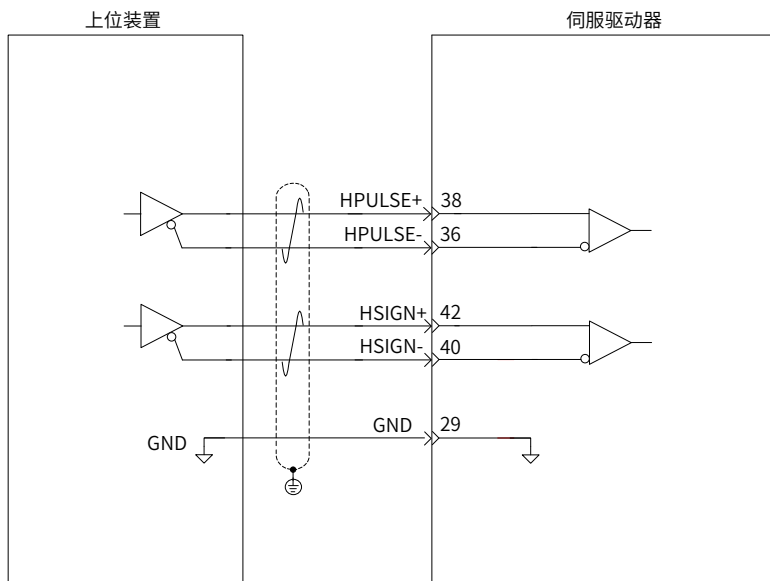 上位装置
伺服驱动器
HPULSE+ 38
HPULSE- 36
HSIGN+ 42
HSIGN- 40
GND GND 29